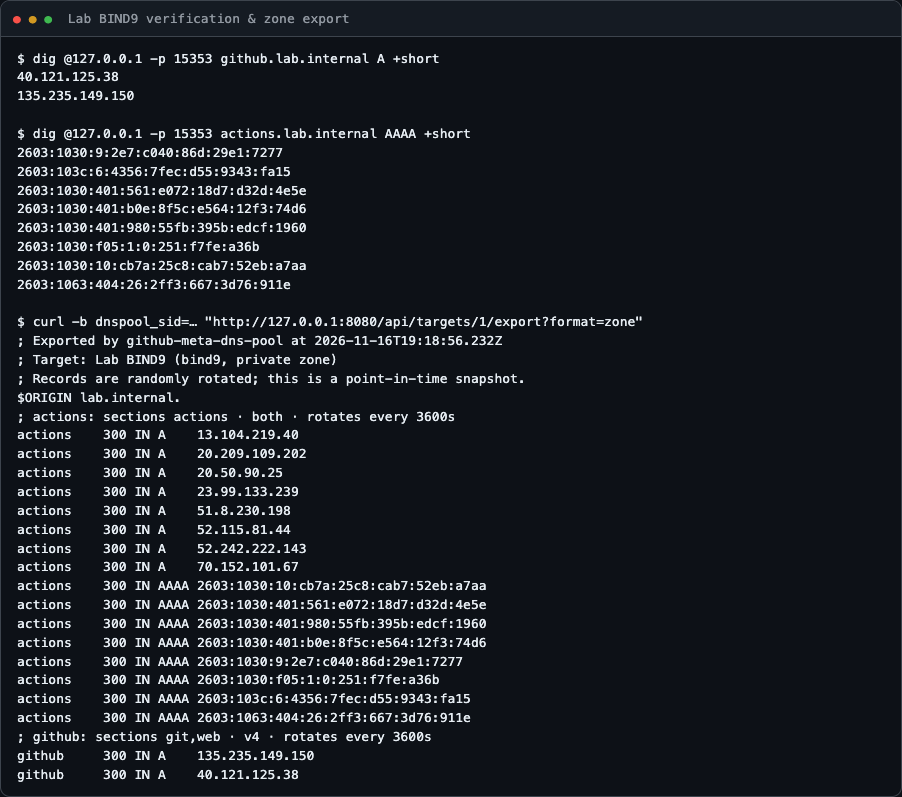 Lab BIND9 verification & zone export
$ dig @127.0.0.1 -p 15353 github.lab.internal A +short
40.121.125.38
135.235.149.150
$ dig @127.0.0.1 -p 15353 actions.lab.internal AAAA +short
2603:1030:9:2e7:c040:86d:29e1:7277
2603:103c:6:4356:7fec:d55:9343:fa15
2603:1030:401:561:e072:18d7:d32d:4e5e
2603:1030:401:b0e:8f5c:e564:12f3:74d6
2603:1030:401:980:55fb:395b:edcf:1960
2603:1030:f05:1:0:251:f7fe:a36b
2603:1030:10:cb7a:25c8:cab7:52eb:a7aa
2603:1063:404:26:2ff3:667:3d76:911e
$ curl -b dnspool_sid=… "http://127.0.0.1:8080/api/targets/1/export?format=zone"
; Exported by github-meta-dns-pool at 2026-11-16T19:18:56.232Z
; Target: Lab BIND9 (bind9, private zone)
; Records are randomly rotated; this is a point-in-time snapshot.
$ORIGIN lab.internal.
; actions: sections actions · both · rotates every 3600s
actions    300 IN A    13.104.219.40
actions    300 IN A    20.209.109.202
actions    300 IN A    20.50.90.25
actions    300 IN A    23.99.133.239
actions    300 IN A    51.8.230.198
actions    300 IN A    52.115.81.44
actions    300 IN A    52.242.222.143
actions    300 IN A    70.152.101.67
actions    300 IN AAAA 2603:1030:10:cb7a:25c8:cab7:52eb:a7aa
actions    300 IN AAAA 2603:1030:401:561:e072:18d7:d32d:4e5e
actions    300 IN AAAA 2603:1030:401:980:55fb:395b:edcf:1960
actions    300 IN AAAA 2603:1030:401:b0e:8f5c:e564:12f3:74d6
actions    300 IN AAAA 2603:1030:9:2e7:c040:86d:29e1:7277
actions    300 IN AAAA 2603:1030:f05:1:0:251:f7fe:a36b
actions    300 IN AAAA 2603:103c:6:4356:7fec:d55:9343:fa15
actions    300 IN AAAA 2603:1063:404:26:2ff3:667:3d76:911e
; github: sections git,web · v4 · rotates every 3600s
github     300 IN A    135.235.149.150
github     300 IN A    40.121.125.38